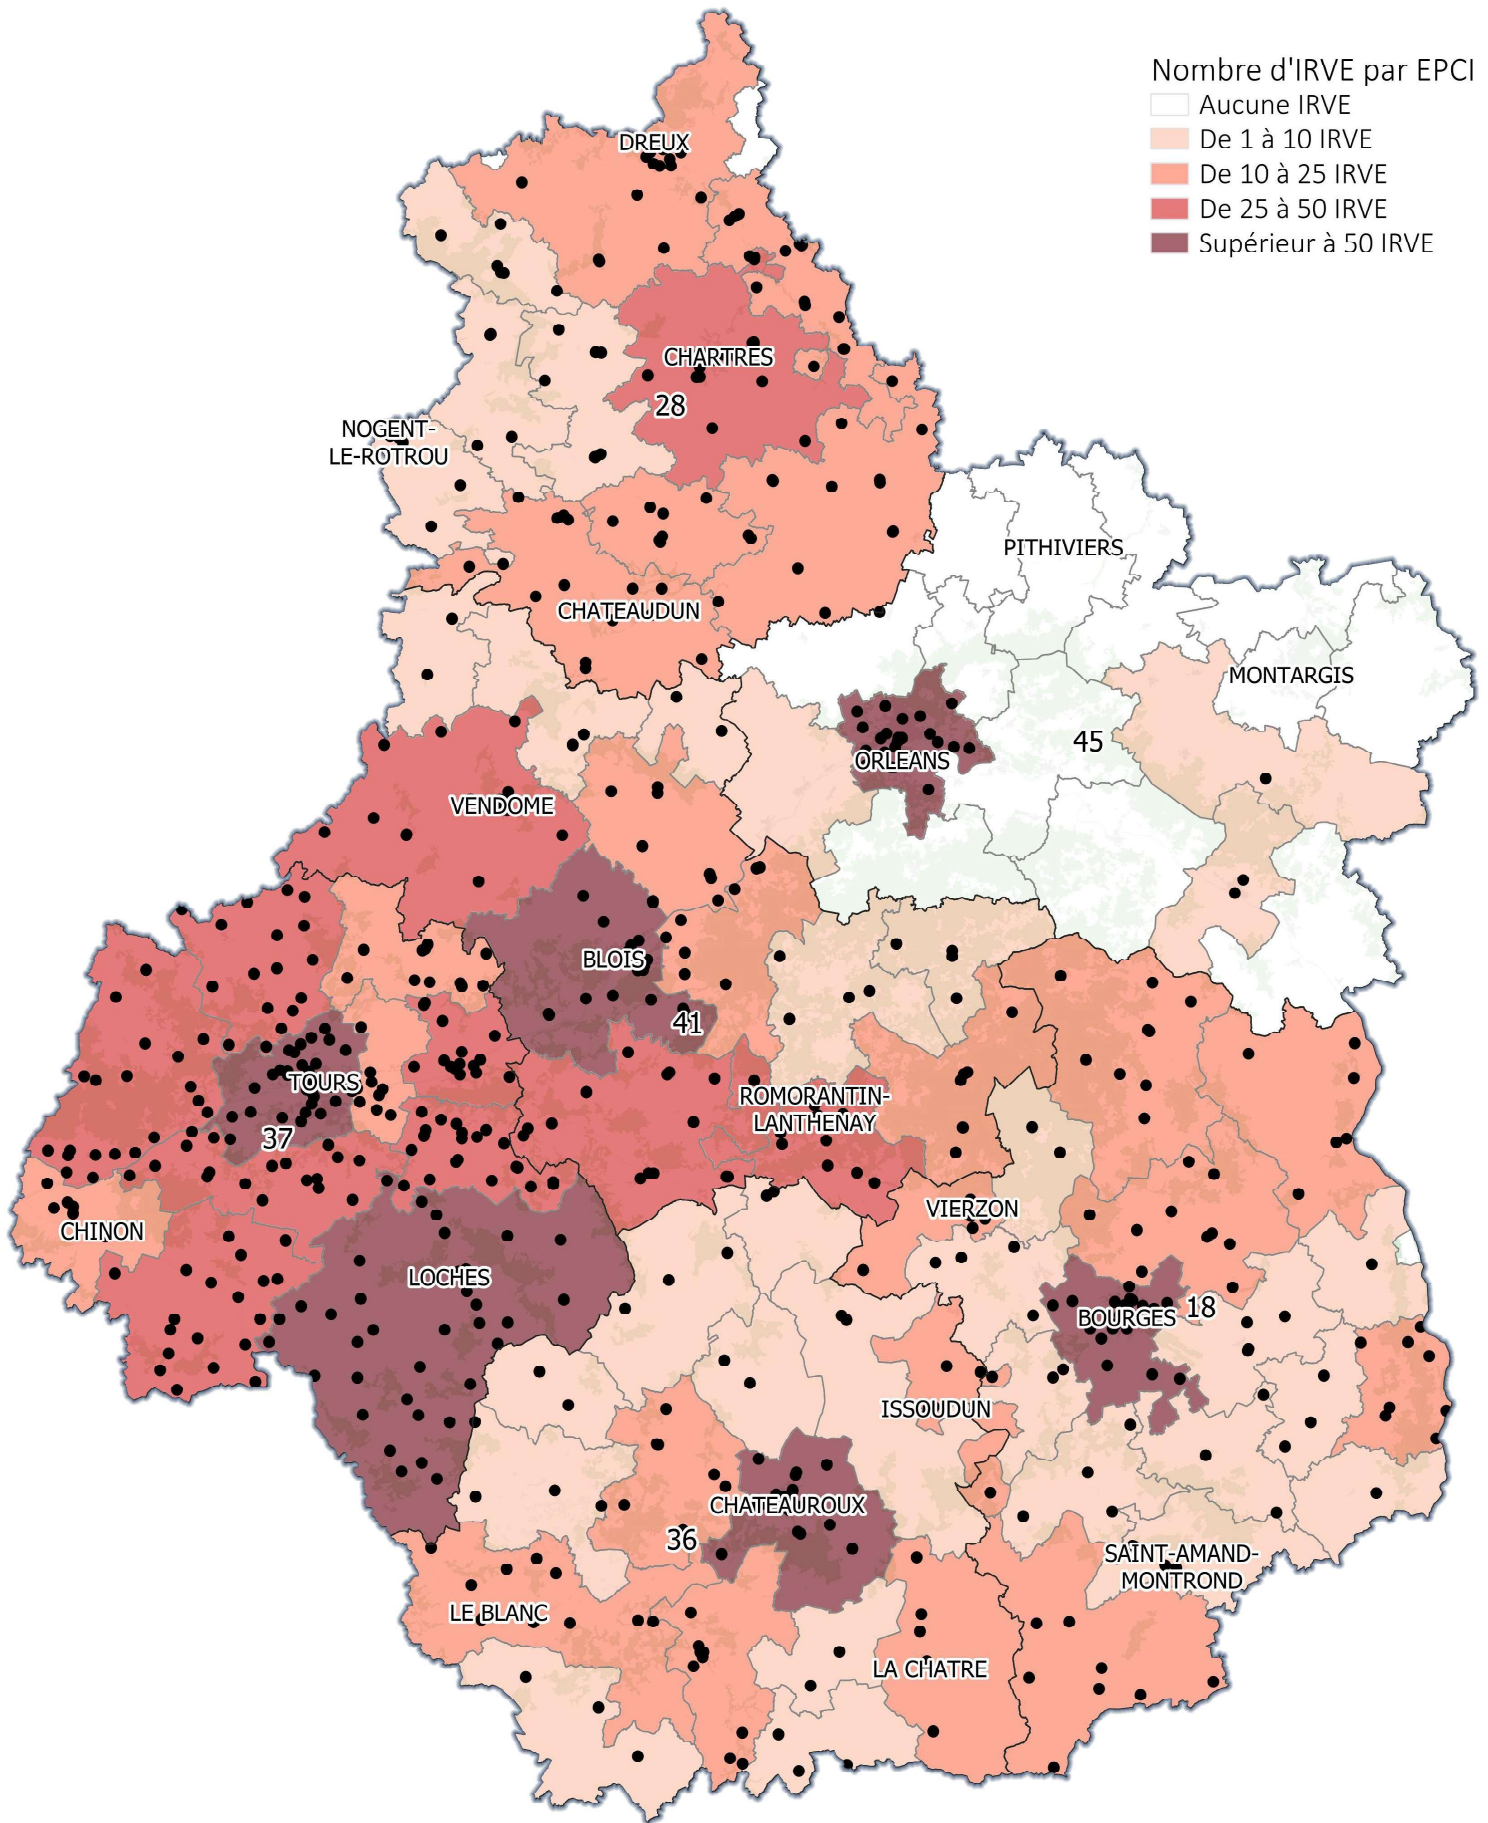 Nombre d'IRVE par EPCI
Aucune IRVE
De 1 à 10 IRVE
De 10 à 25 IRVE
De 25 à 50 IRVE
Supérieur à 50 IRVE
DREUX
CHARTRES
28
NOGENT-
LE-ROTROU
PITHIVIERS
CHATEAUDUN
MONTARGIS
45
ORLEANS
VENDOME
BLOIS
41
TOURS
ROMORANTIN-
LANTHENAY
37
VIERZON
CHINON
LOCHES
18
BOURGES
ISSOUDUN
CHATEAUROUX
36
SAINT-AMAND-
MONTROND
LE BLANC
LA CHATRE